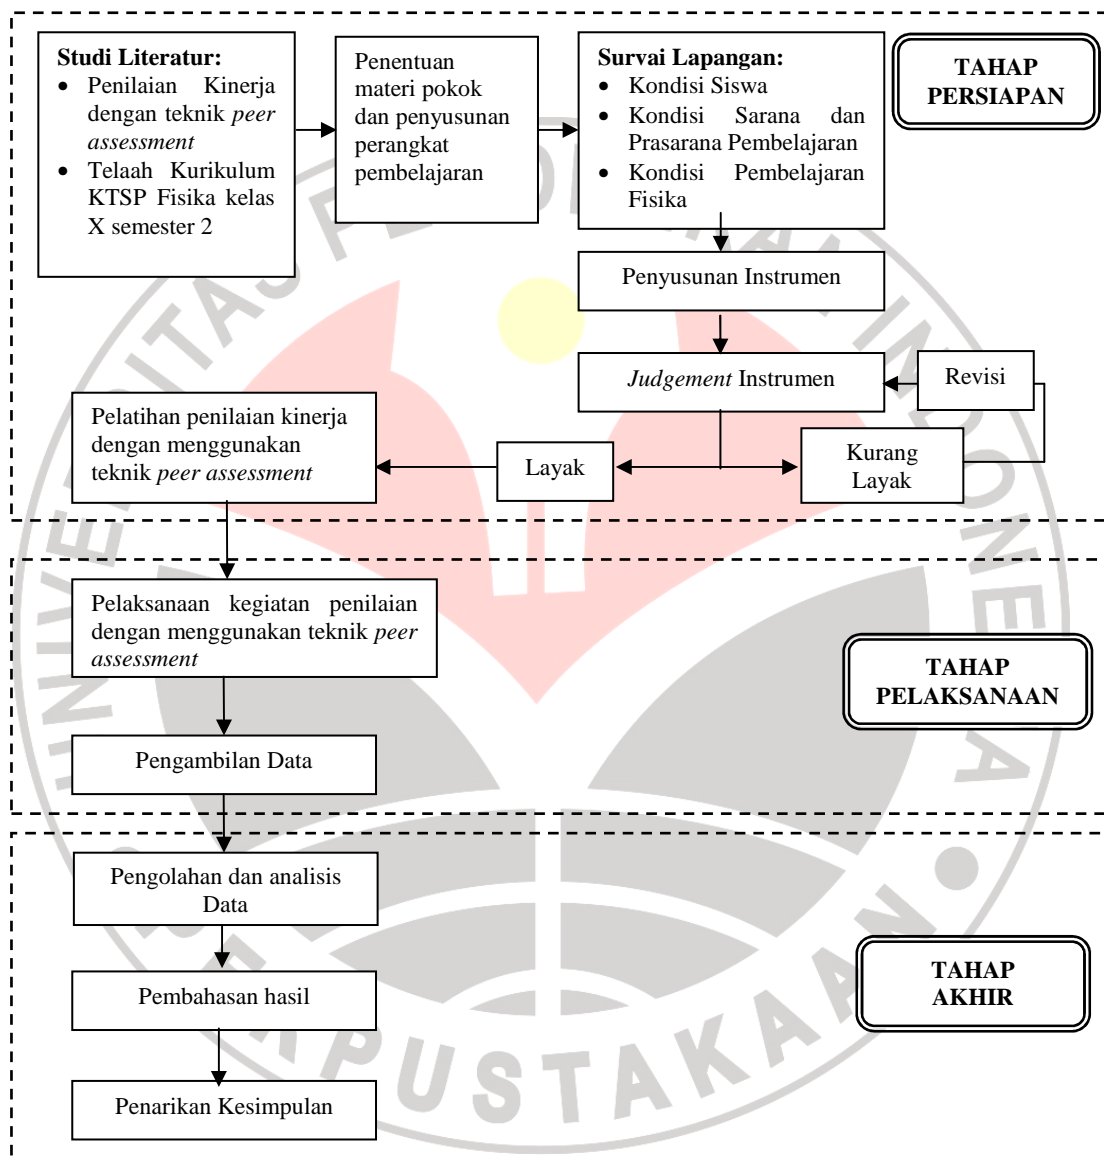 Studi Literatur:
• Penilaian Kinerja
dengan teknik peer
assessment
• Telaah Kurikulum
KTSP Fisika kelas
X semester 2
Penentuan
materi pokok
dan penyusunan
perangkat
pembelajaran
Survai Lapangan:
• Kondisi Siswa
• Kondisi Sarana dan
Prasarana Pembelajaran
• Kondisi Pembelajaran
Fisika
TAHAP
PERSIAPAN
Penyusunan Instrumen
Judgement Instrumen
Revisi
Pelatihan penilaian kinerja
dengan menggunakan
teknik peer assessment
Layak
Kurang
Layak
Pelaksanaan kegiatan penilaian
dengan menggunakan teknik peer
assessment
TAHAP
PELAKSANAAN
Pengambilan Data
Pengolahan dan analisis
Data
TAHAP
AKHIR
Pembahasan hasil
Penarikan Kesimpulan
INDONESIA
PERPUSTAKAAN